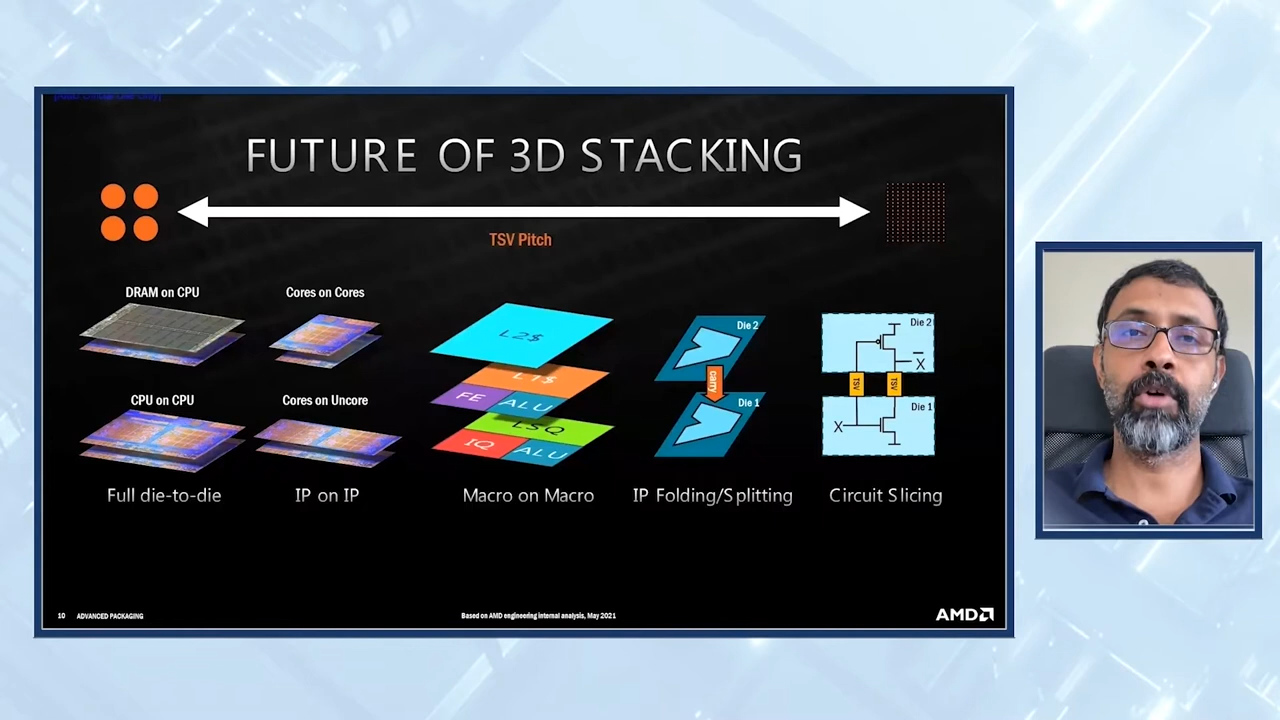 FUTURE OF 3D STACKING
TSV Pitch
DRAM on CPU
Cores on Cores
CPU on CPU
Cores on Uncore
L2$
L1$
FE
ALU
LSQ
IQ
ALU
Die 2
carry
Die 1
Die 2
X
TSV
TSV
Die 1
X
Full die-to-die
IP on IP
Macro on Macro
IP Folding/Splitting
Circuit Slicing
10 ADVANCED PACKAGING
Based on AMD engineering internal analysis, May 2021
AMD